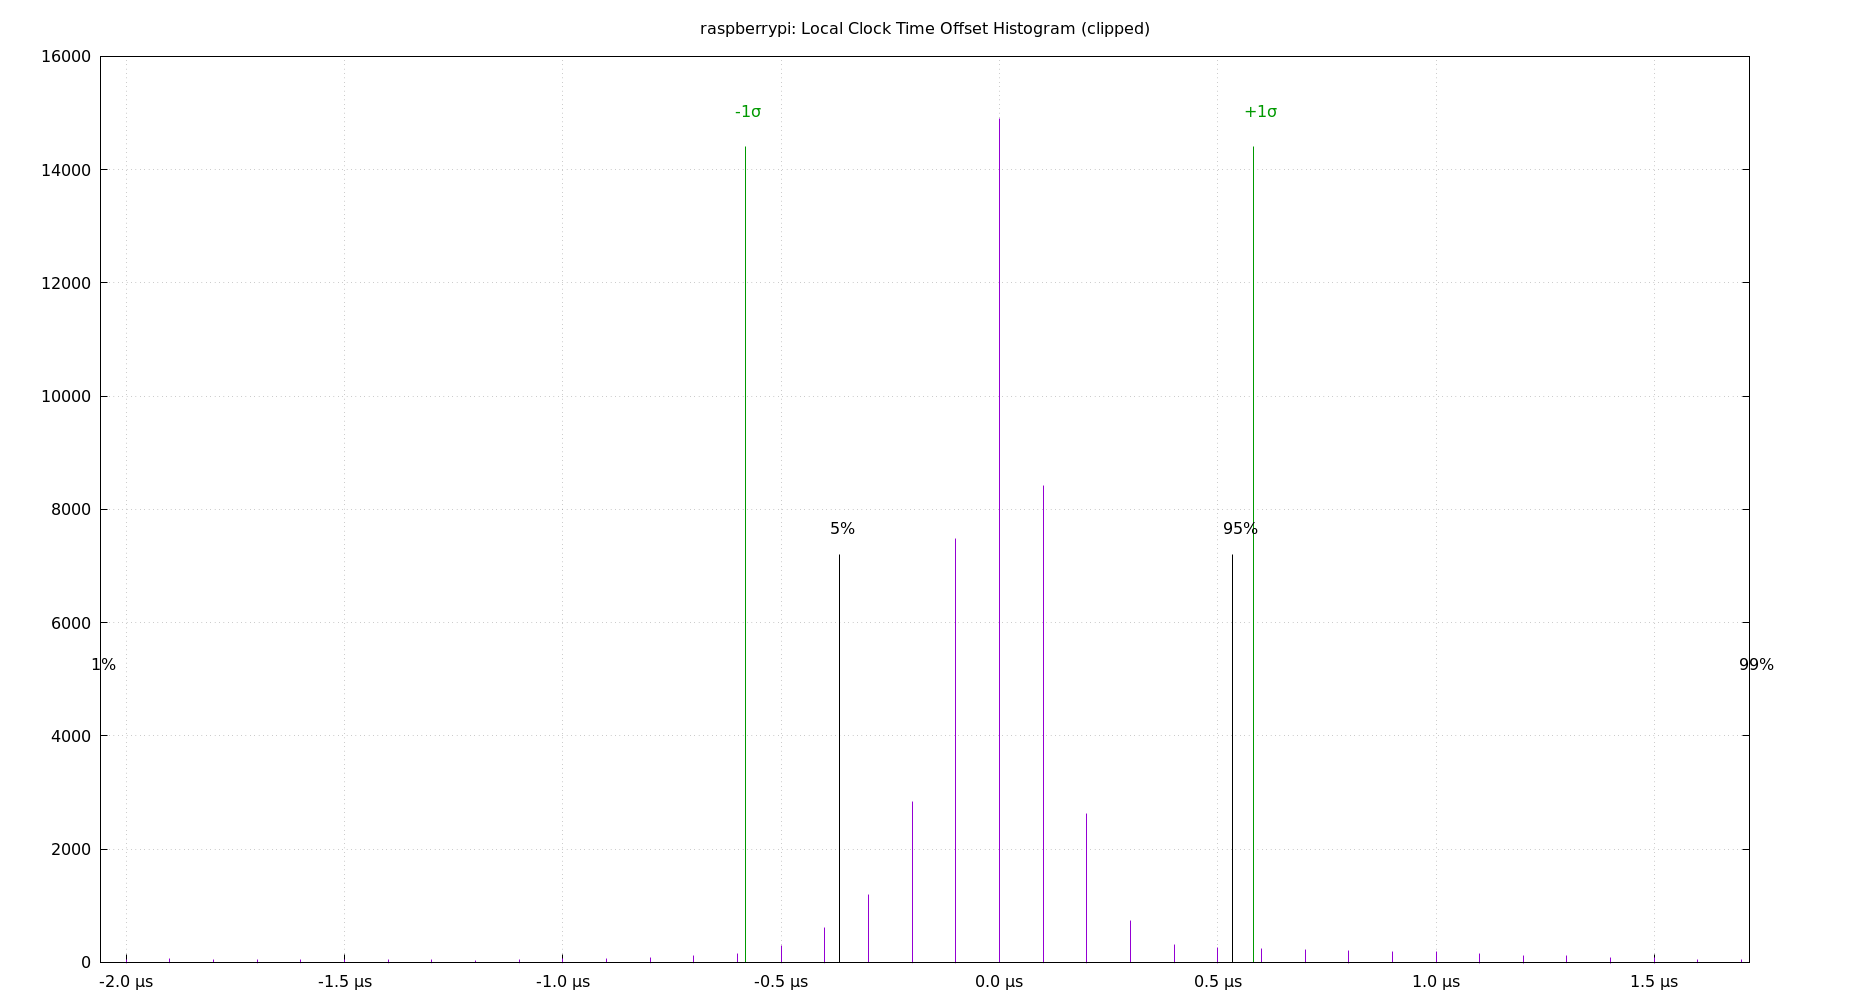 raspberrypi: Local Clock Time Offset Histogram (clipped)
16000
-1σ
+1σ
14000
12000
10000
8000
5%
95%
6000
1%
99%
4000
2000
0
-2.0 µs
-1.5 µs
-1.0 µs
-0.5 µs
0.0 µs
0.5 µs
1.0 µs
1.5 µs